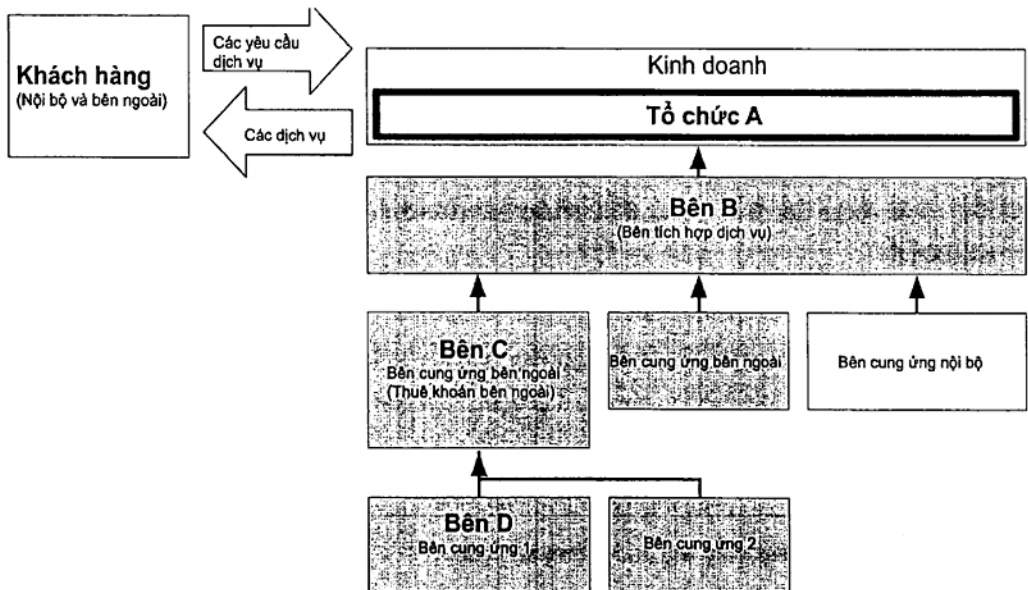 Khách hàng
(Nội bộ và bên ngoài)
Các yêu cầu
dịch vụ
Các dịch vụ
Kinh doanh
Tổ chức A
Bên B
(Bên tích hợp dịch vụ)
Bên C
Bên cung ứng bên ngoài
(Thuê khoán bên ngoài)
Bên cung ứng bên ngoài
Bên cung ứng nội bộ
Bên D
Bên cung ứng 1
Bên cung ứng 2